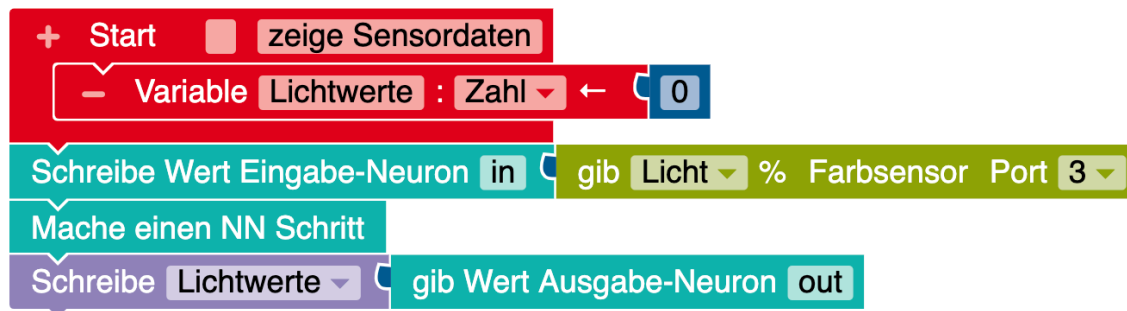 + Start zeige Sensordaten
− Variable Lichtwerte : Zahl ← 0
Schreibe Wert Eingabe-Neuron in gib Licht % Farbsensor Port 3
Mache einen NN Schritt
Schreibe Lichtwerte gib Wert Ausgabe-Neuron out